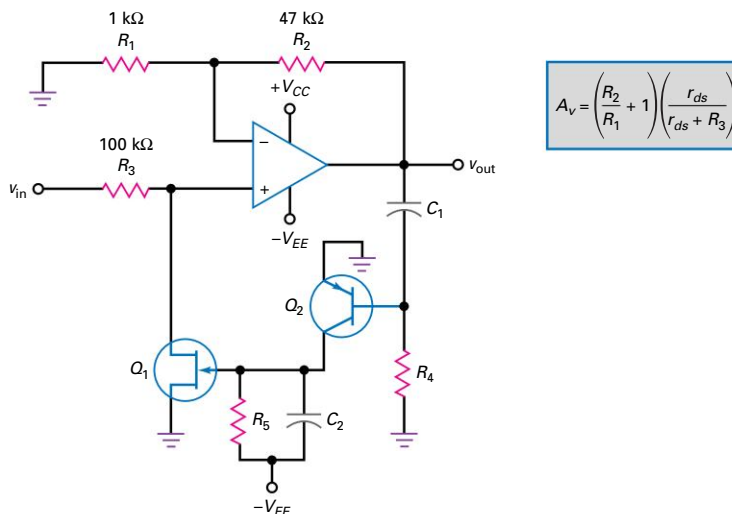 1 kΩ
R1
47 kΩ
R2
+VCC
100 kΩ
R3
vin
−
+
−VEE
vout
C1
Av = (R2/R1 + 1)(rds/(rds + R3))
Q2
Q1
R4
R5
C2
−VEE